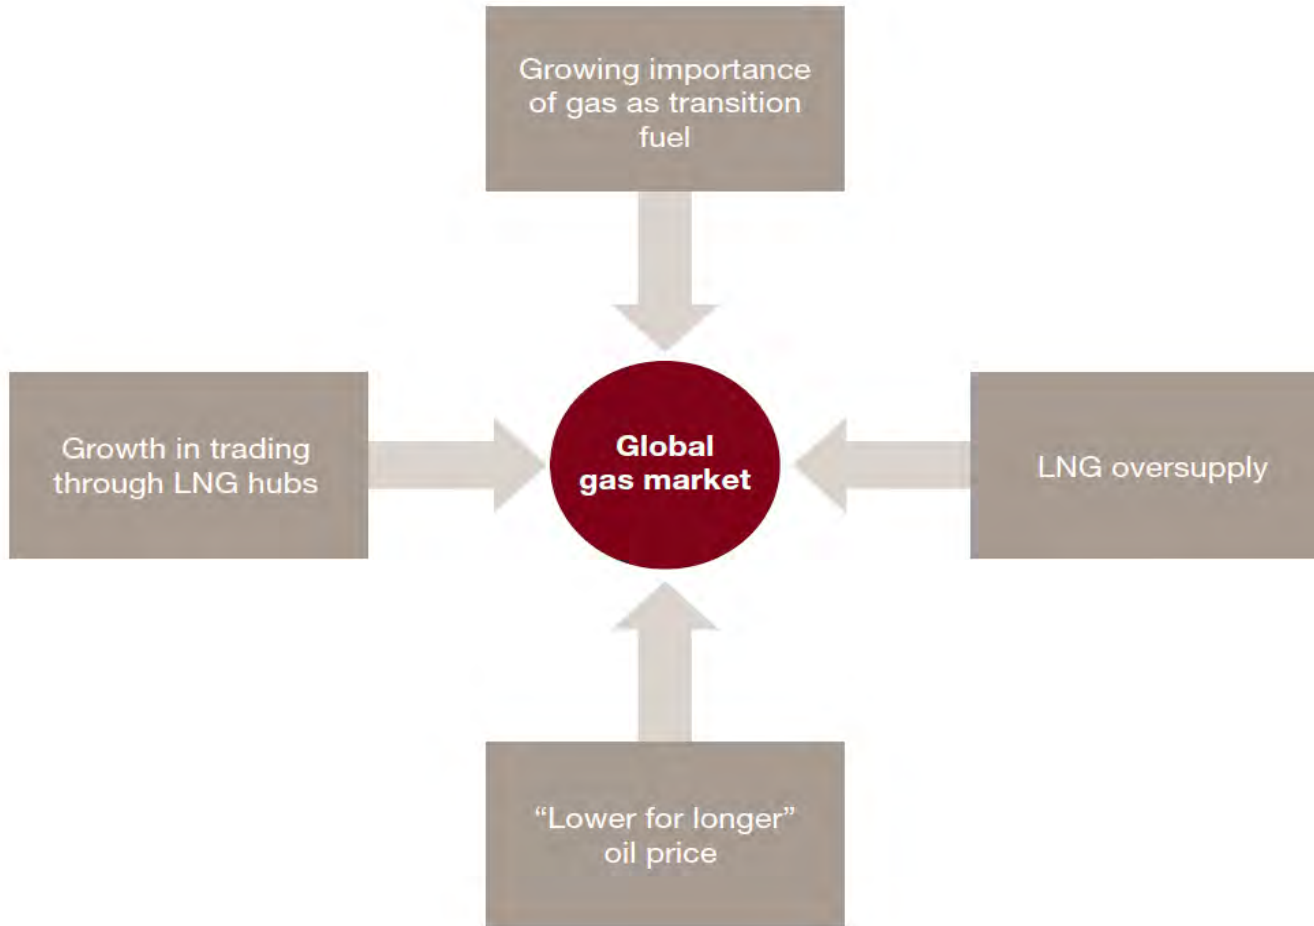 Growing importance
of gas as transition
fuel
Growth in trading
through LNG hubs
Global
gas market
LNG oversupply
“Lower for longer”
oil price